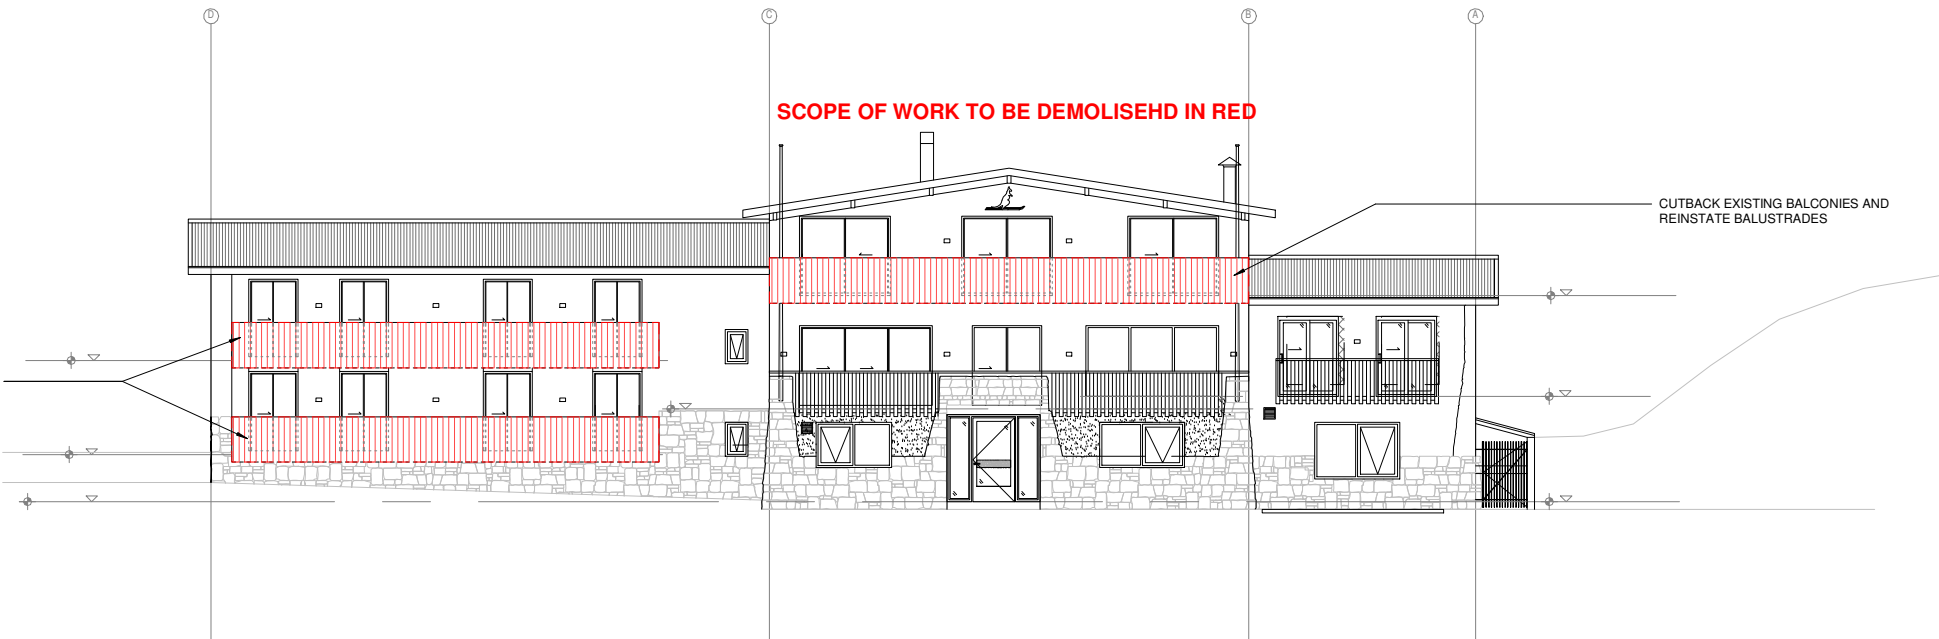 D
C
B
A
SCOPE OF WORK TO BE DEMOLISEHD IN RED
CUTBACK EXISTING BALCONIES AND
REINSTATE BALUSTRADES